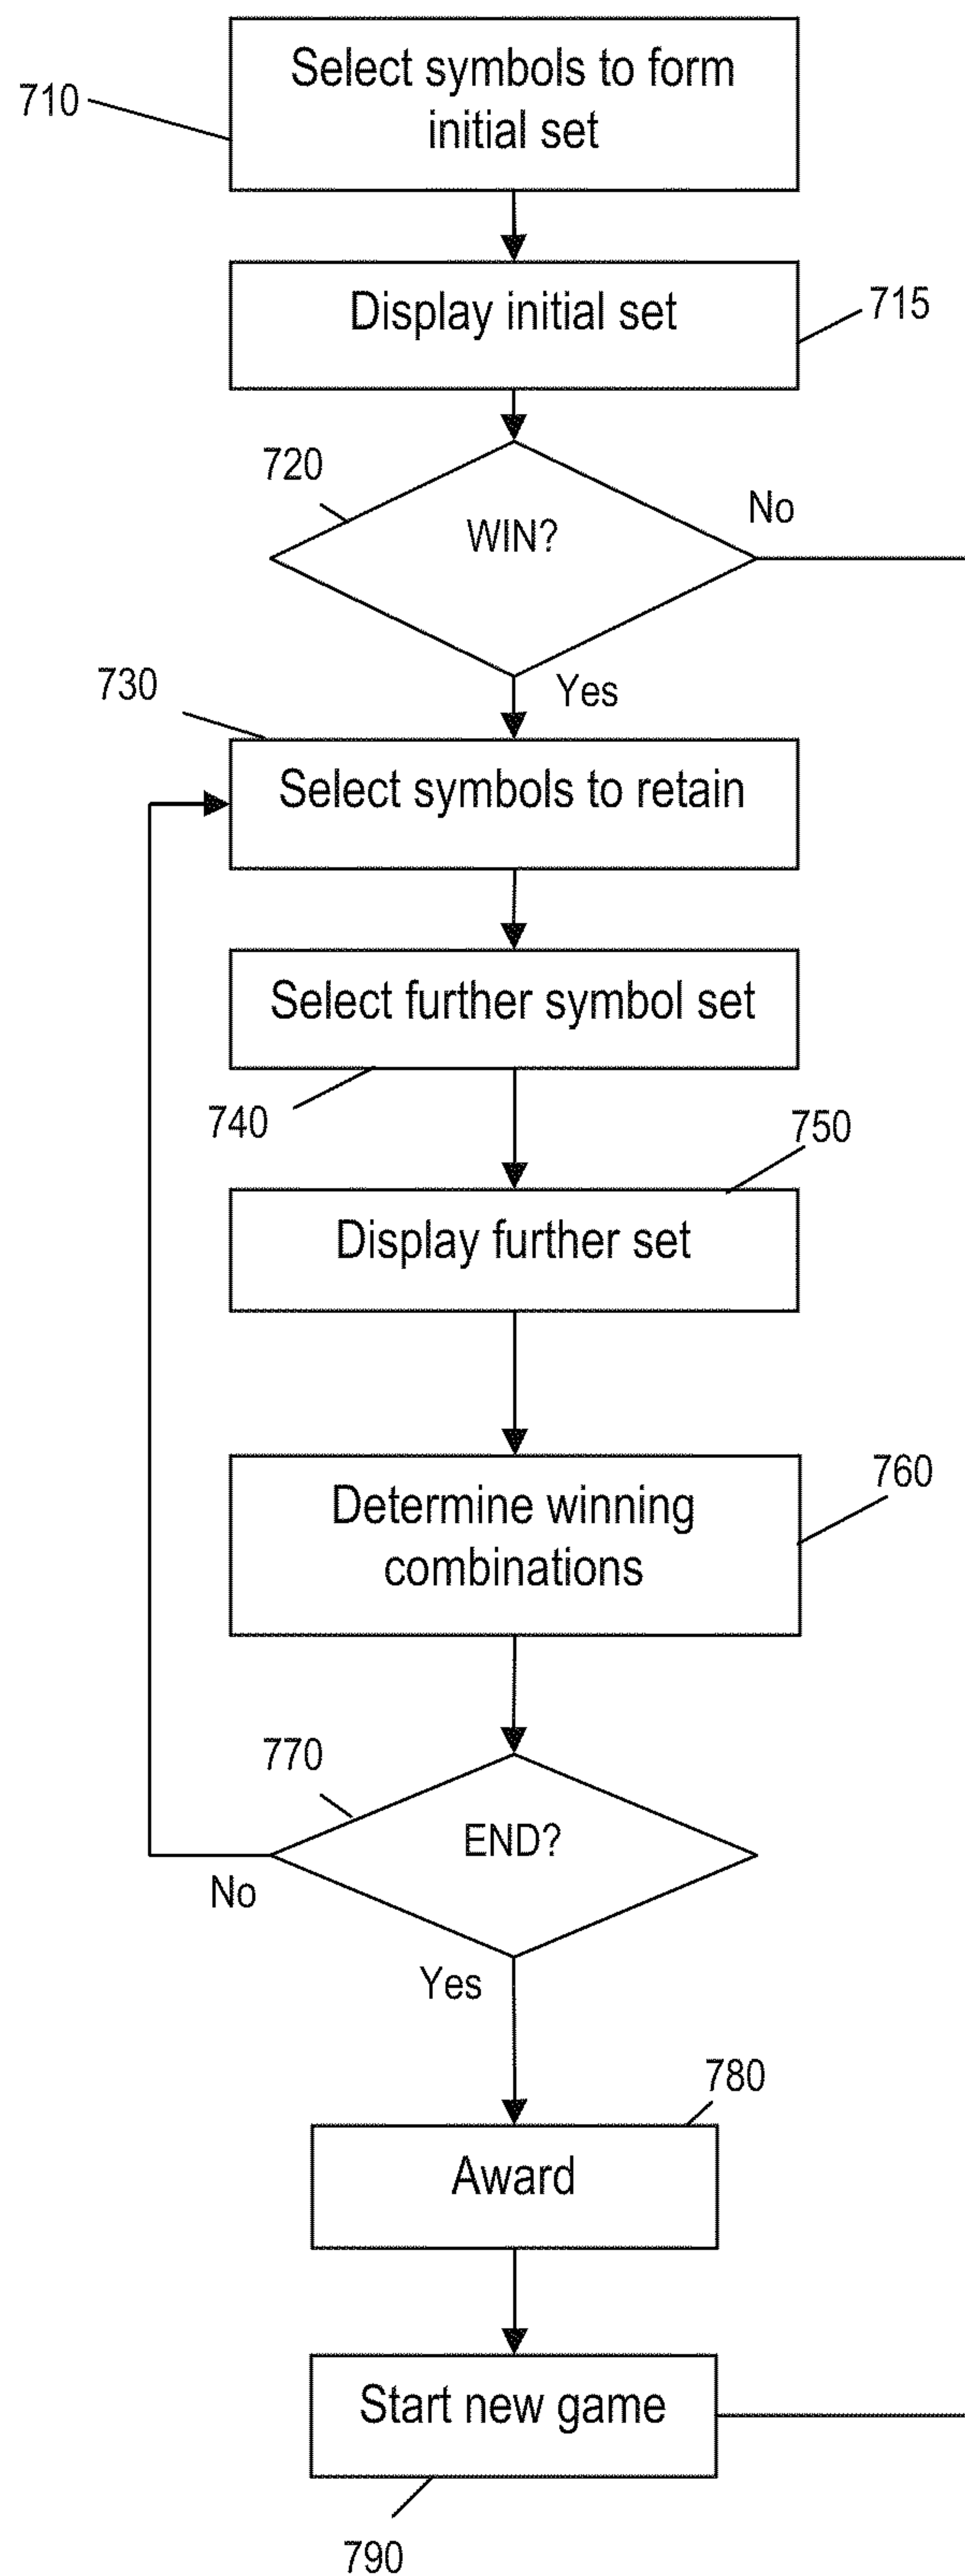 Select symbols to form
initial set
710
Display initial set
715
720
WIN?
No
Yes
730
Select symbols to retain
Select further symbol set
740
750
Display further set
760
Determine winning
combinations
770
END?
No
Yes
780
Award
Start new game
790